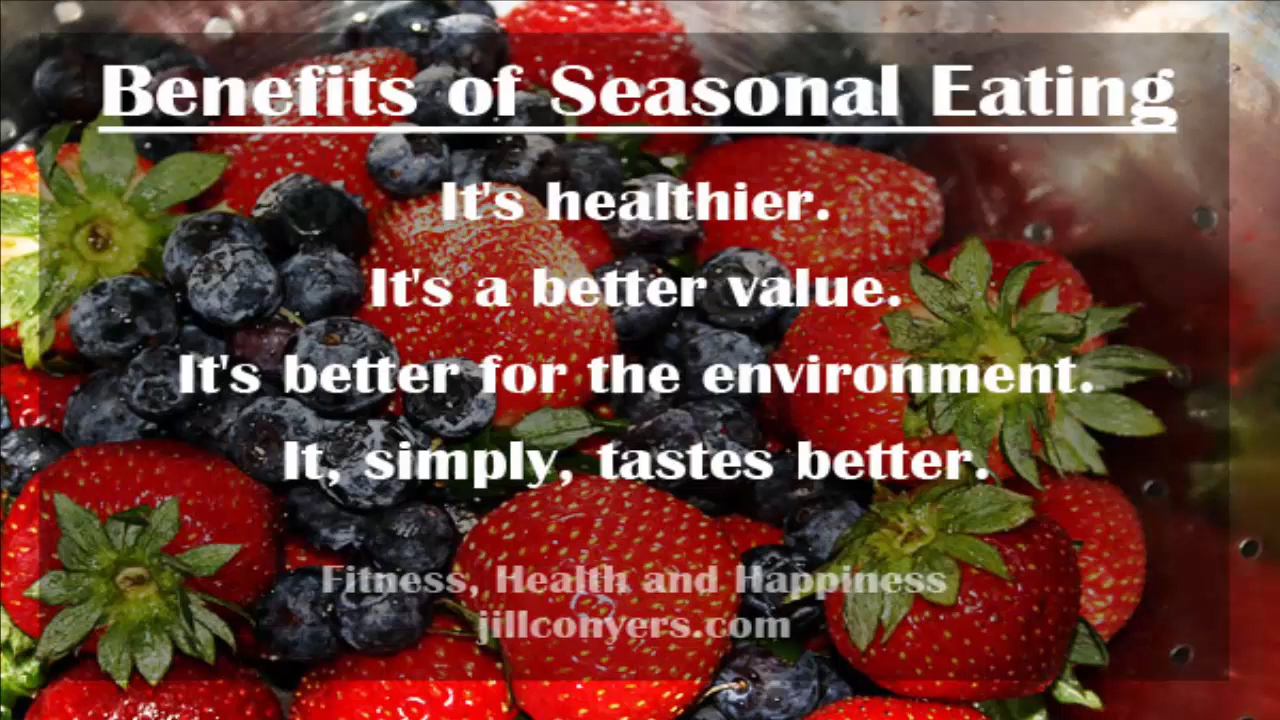 Benefits of Seasonal Eating
It's healthier.
It's a better value.
It's better for the environment.
It, simply, tastes better.
Fitness, Health and Happiness
jillconyers.com